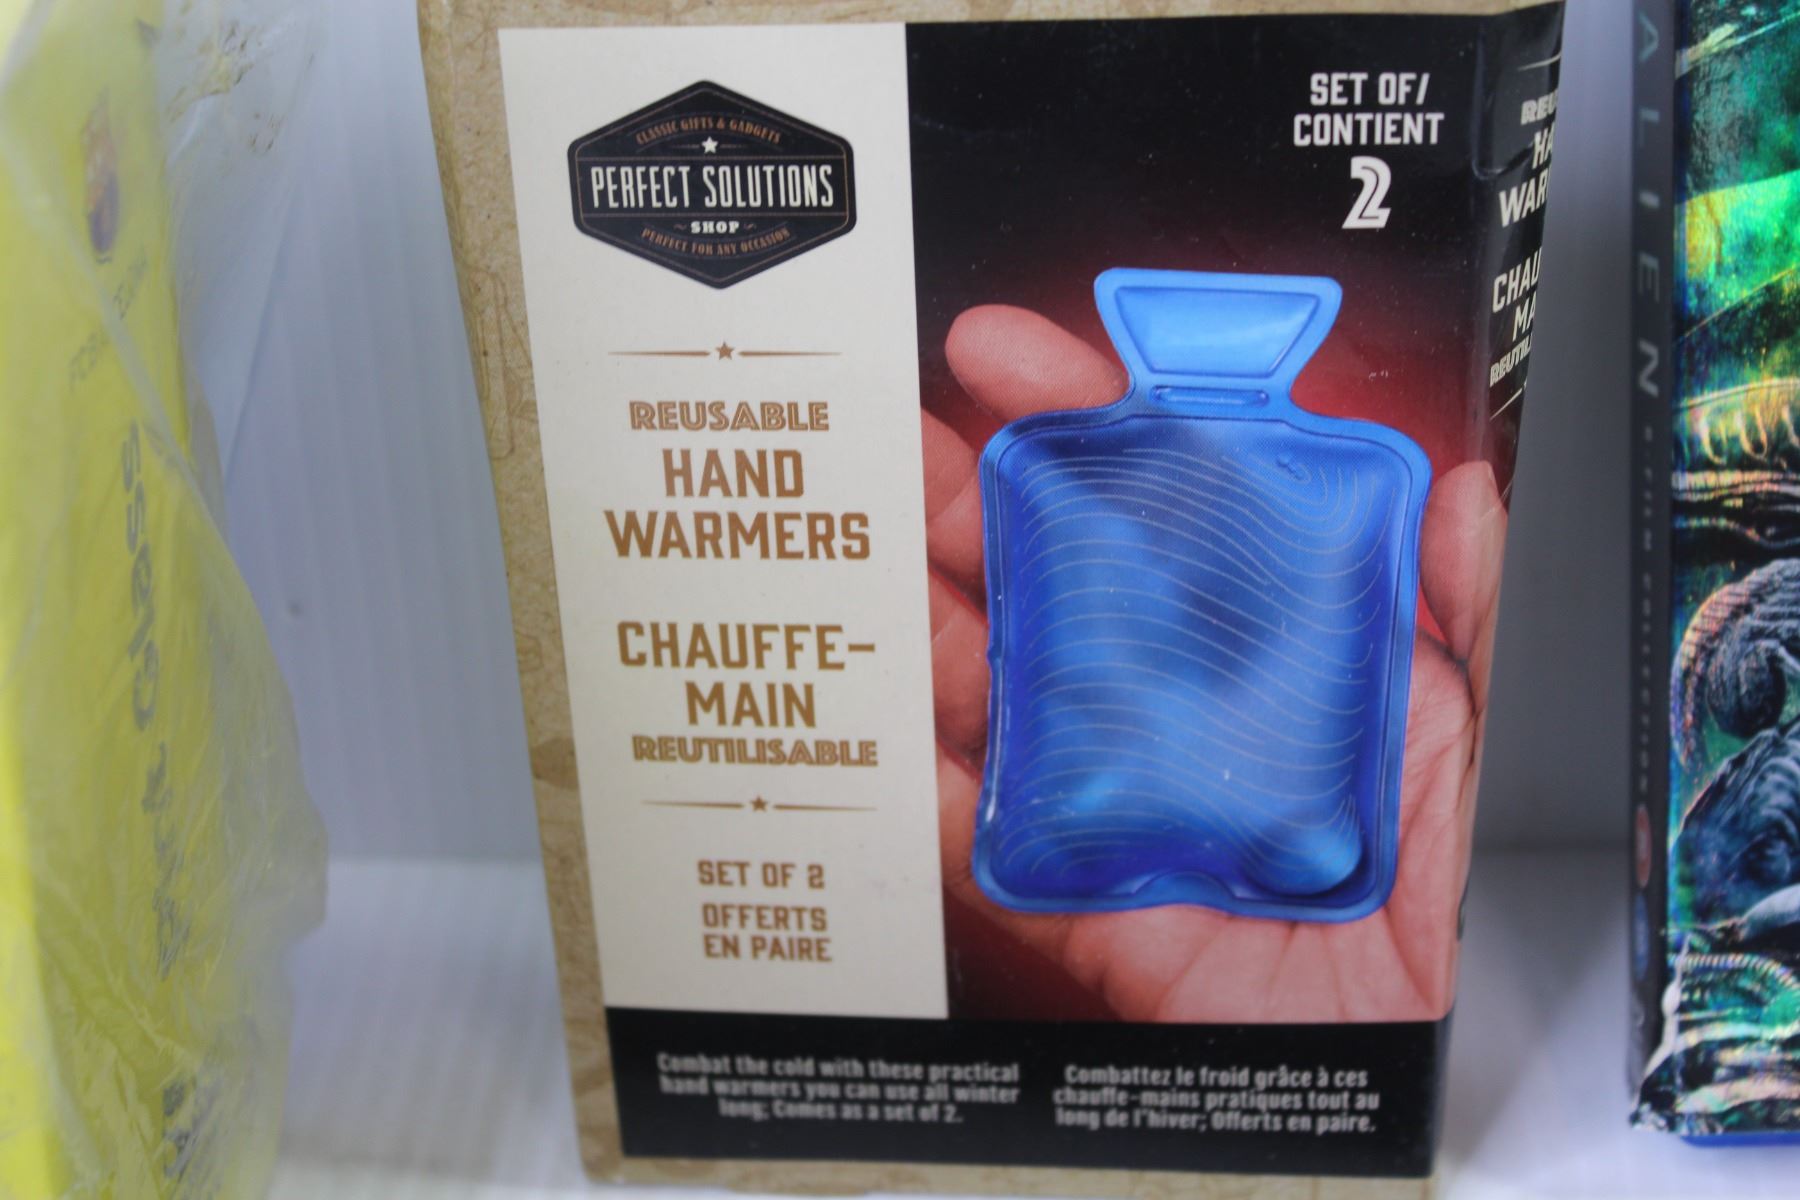 CLASSIC GIFTS & GADGETS
PERFECT SOLUTIONS
SHOP
PERFECT FOR ANY OCCASION
REUSABLE
HAND
WARMERS
CHAUFFE-
MAIN
REUTILISABLE
SET OF 2
OFFERTS
EN PAIRE
SET OF/
CONTIENT
2
Combat the cold with these practical
hand warmers you can use all winter
long; Comes as a set of 2.
Combattez le froid grâce à ces
chauffe-mains pratiques tout au
long de l'hiver; Offerts en paire.
ALIEN